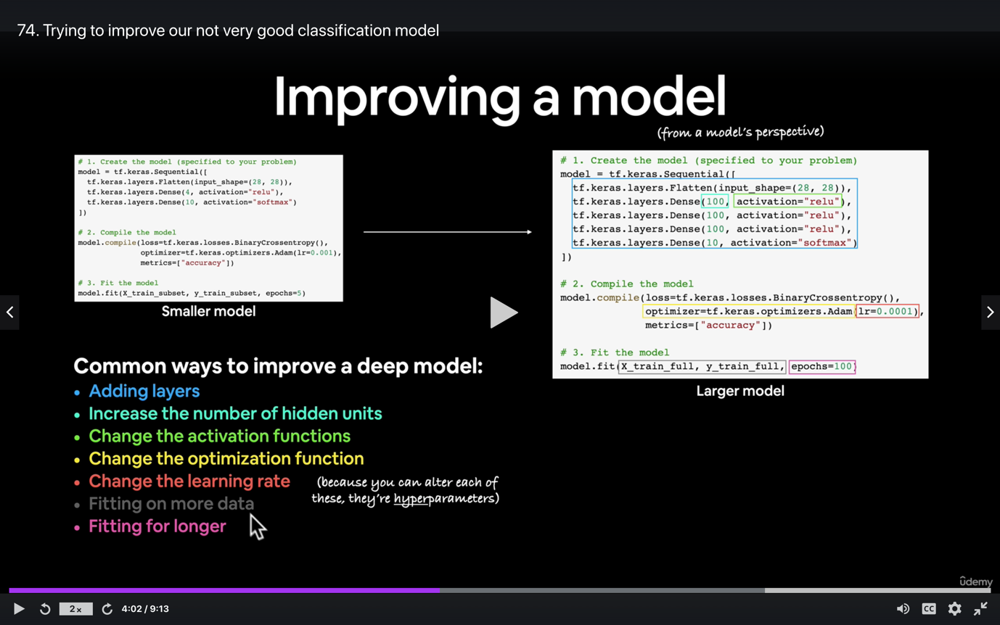 74. Trying to improve our not very good classification model
Improving a model
(from a model's perspective)
# 1. Create the model (specified to your problem)
model = tf.keras.Sequential([
  tf.keras.layers.Flatten(input_shape=(28, 28)),
  tf.keras.layers.Dense(4, activation="relu"),
  tf.keras.layers.Dense(10, activation="softmax")
])
# 2. Compile the model
model.compile(loss=tf.keras.losses.BinaryCrossentropy(),
              optimizer=tf.keras.optimizers.Adam(lr=0.001),
              metrics=["accuracy"])
# 3. Fit the model
model.fit(X_train_subset, y_train_subset, epochs=5)
Smaller model
# 1. Create the model (specified to your problem)
model = tf.keras.Sequential([
  tf.keras.layers.Flatten(input_shape=(28, 28)),
  tf.keras.layers.Dense(100, activation="relu"),
  tf.keras.layers.Dense(100, activation="relu"),
  tf.keras.layers.Dense(100, activation="relu"),
  tf.keras.layers.Dense(10, activation="softmax")
])
# 2. Compile the model
model.compile(loss=tf.keras.losses.BinaryCrossentropy(),
              optimizer=tf.keras.optimizers.Adam(lr=0.0001),
              metrics=["accuracy"])
# 3. Fit the model
model.fit(X_train_full, y_train_full, epochs=100)
Larger model
Common ways to improve a deep model:
• Adding layers
• Increase the number of hidden units
• Change the activation functions
• Change the optimization function
• Change the learning rate
• Fitting on more data
• Fitting for longer
(because you can alter each of
these, they're hyperparameters)
ûdemy
2x
4:02 / 9:13
CC